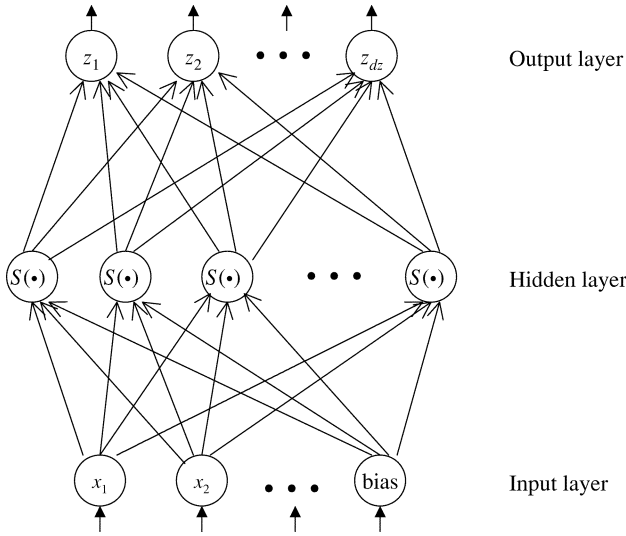 z1 z2 • • • zdz Output layer
S(•) S(•) S(•) • • • S(•) Hidden layer
x1 x2 • • • bias Input layer